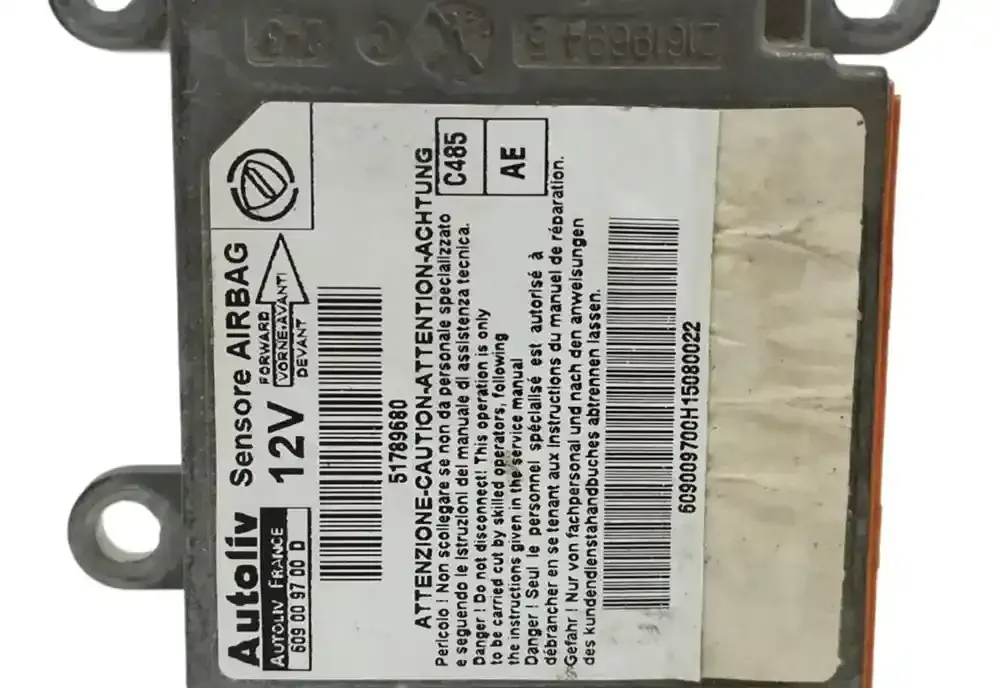 Autoliv
AUTOLIV FRANCE
609 00 97 00 D
Sensore AIRBAG
12V
FORWARD
VORNE-AVANTI
DEVANT
51789680
ATTENZIONE-CAUTION-ATTENTION-ACHTUNG
C485
AE
Pericolo ! Non scollegare se non da personale specializzato
e seguendo le istruzioni del manuale di assistenza tecnica.
Danger ! Do not disconnect! This operation is only
to be carried cut by skilled operators, following
the instructions given in the service manual
Danger ! Seul le personnel spécialisé est autorisé à
débrancher en se tenant aux instructions du manuel de réparation.
Gefahr ! Nur von fachpersonal und nach den anweisungen
des kundendienstahandbuches abtrennen lassen.
609009700H15080022